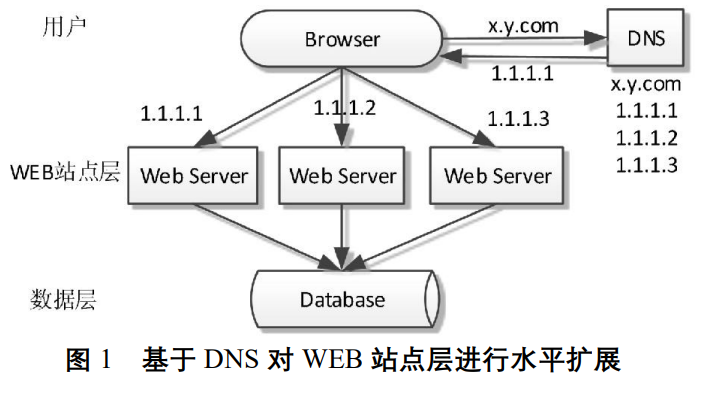 用户
Browser
x.y.com
DNS
1.1.1.1
x.y.com
1.1.1.1
1.1.1.2
1.1.1.3
1.1.1.1
1.1.1.2
1.1.1.3
WEB站点层
Web Server
Web Server
Web Server
数据层
Database
图 1 基于 DNS 对 WEB 站点层进行水平扩展